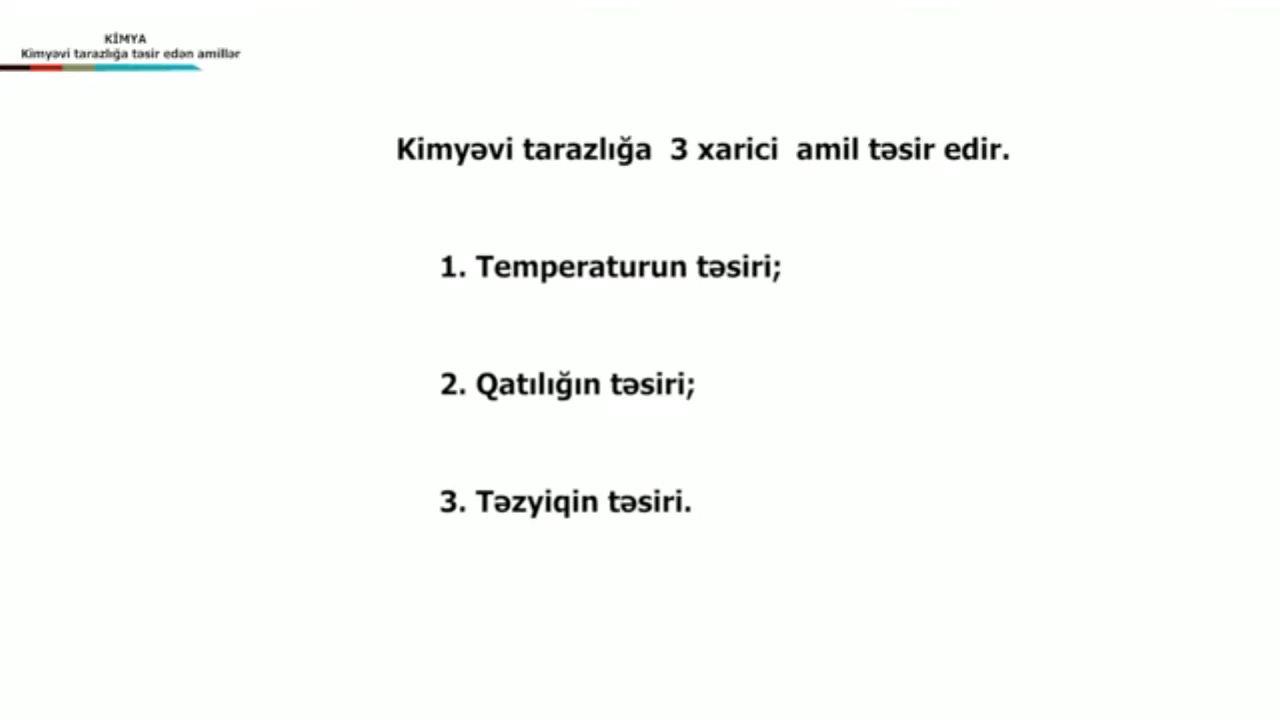 KİMYA
Kimyəvi tarazlığa təsir edən amillər
Kimyəvi tarazlığa 3 xarici amil təsir edir.
1. Temperaturun təsiri;
2. Qatılığın təsiri;
3. Təzyiqin təsiri.